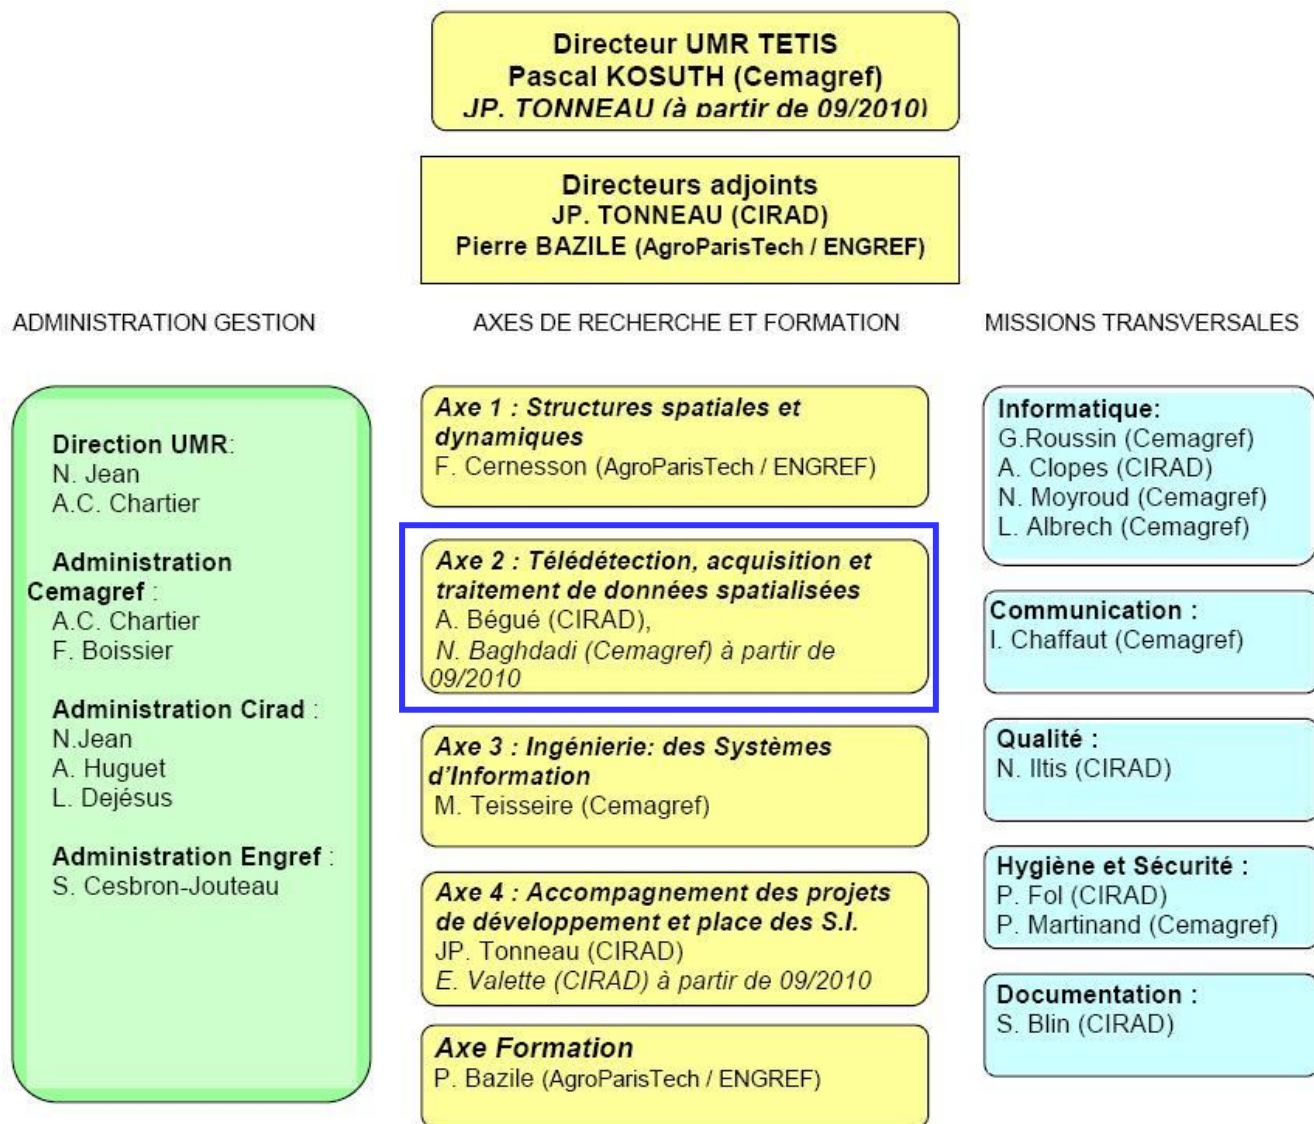 Directeur UMR TETIS
Pascal KOSUTH (Cemagref)
JP. TONNEAU (à partir de 09/2010)
Directeurs adjoints
JP. TONNEAU (CIRAD)
Pierre BAZILE (AgroParisTech / ENGREF)
ADMINISTRATION GESTION
Direction UMR:
N. Jean
A.C. Chartier
Administration
Cemagref :
A.C. Chartier
F. Boissier
Administration Cirad :
N.Jean
A. Huguet
L. Dejésus
Administration Engref :
S. Cesbron-Jouteau
AXES DE RECHERCHE ET FORMATION
Axe 1 : Structures spatiales et
dynamiques
F. Cernesson (AgroParisTech / ENGREF)
Axe 2 : Télédétection, acquisition et
traitement de données spatialisées
A. Bégué (CIRAD),
N. Baghdadi (Cemagref) à partir de
09/2010
Axe 3 : Ingénierie: des Systèmes
d'Information
M. Teisseire (Cemagref)
Axe 4 : Accompagnement des projets
de développement et place des S.I.
JP. Tonneau (CIRAD)
E. Valette (CIRAD) à partir de 09/2010
Axe Formation
P. Bazile (AgroParisTech / ENGREF)
MISSIONS TRANSVERSALES
Informatique:
G.Roussin (Cemagref)
A. Clopes (CIRAD)
N. Moyroud (Cemagref)
L. Albrech (Cemagref)
Communication :
I. Chaffaut (Cemagref)
Qualité :
N. Iltis (CIRAD)
Hygiène et Sécurité :
P. Fol (CIRAD)
P. Martinand (Cemagref)
Documentation :
S. Blin (CIRAD)